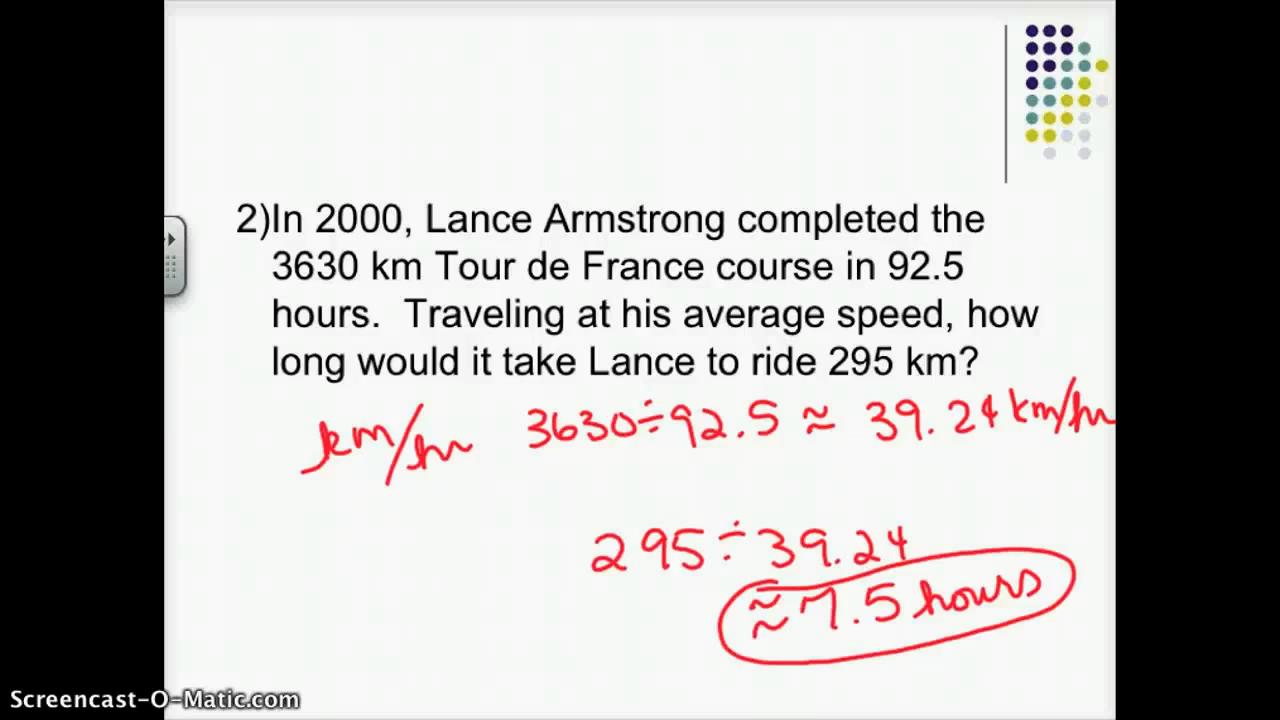 2)In 2000, Lance Armstrong completed the
3630 km Tour de France course in 92.5
hours.  Traveling at his average speed, how
long would it take Lance to ride 295 km?
km/hr 3630÷92.5 ≈ 39.24 km/hr
295÷39.24
≈7.5 hours
Screencast-O-Matic.com